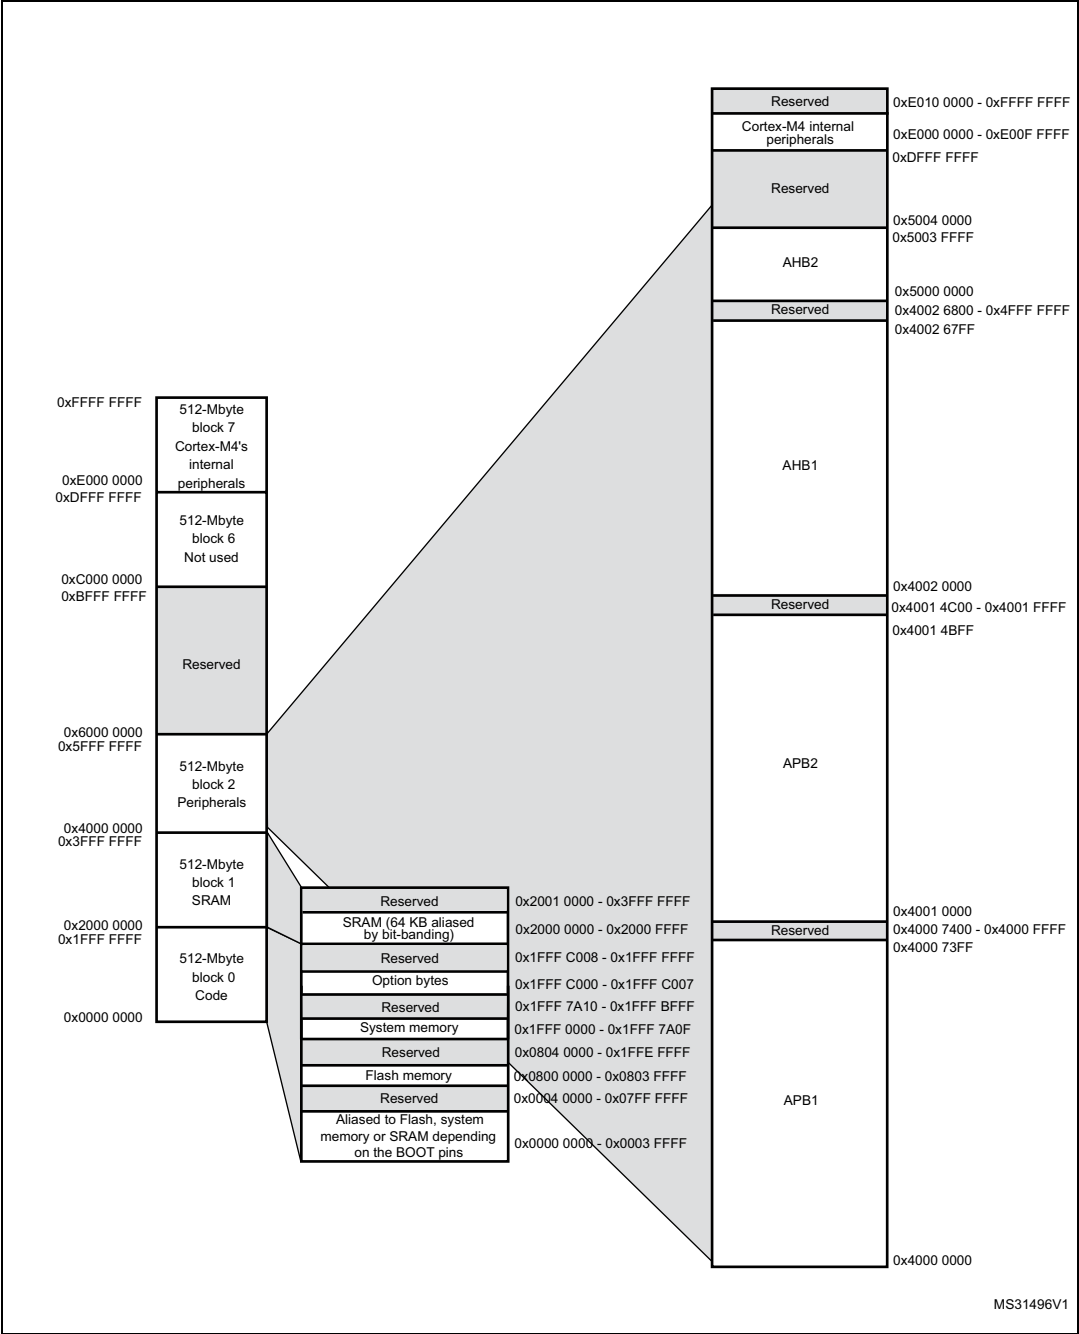 0xFFFF FFFF
512-Mbyte
block 7
Cortex-M4's
internal
peripherals
0xE000 0000
0xDFFF FFFF
512-Mbyte
block 6
Not used
0xC000 0000
0xBFFF FFFF
Reserved
0x6000 0000
0x5FFF FFFF
512-Mbyte
block 2
Peripherals
0x4000 0000
0x3FFF FFFF
512-Mbyte
block 1
SRAM
0x2000 0000
0x1FFF FFFF
512-Mbyte
block 0
Code
0x0000 0000
Reserved 0x2001 0000 - 0x3FFF FFFF
SRAM (64 KB aliased
by bit-banding)
0x2000 0000 - 0x2000 FFFF
Reserved 0x1FFF C008 - 0x1FFF FFFF
Option bytes 0x1FFF C000 - 0x1FFF C007
Reserved 0x1FFF 7A10 - 0x1FFF BFFF
System memory 0x1FFF 0000 - 0x1FFF 7A0F
Reserved 0x0804 0000 - 0x1FFE FFFF
Flash memory 0x0800 0000 - 0x0803 FFFF
Reserved 0x0004 0000 - 0x07FF FFFF
Aliased to Flash, system
memory or SRAM depending
on the BOOT pins
0x0000 0000 - 0x0003 FFFF
Reserved 0xE010 0000 - 0xFFFF FFFF
Cortex-M4 internal
peripherals
0xE000 0000 - 0xE00F FFFF
0xDFFF FFFF
Reserved
0x5004 0000
0x5003 FFFF
AHB2
0x5000 0000
Reserved 0x4002 6800 - 0x4FFF FFFF
0x4002 67FF
AHB1
0x4002 0000
Reserved 0x4001 4C00 - 0x4001 FFFF
0x4001 4BFF
APB2
0x4001 0000
Reserved 0x4000 7400 - 0x4000 FFFF
0x4000 73FF
APB1
0x4000 0000
MS31496V1